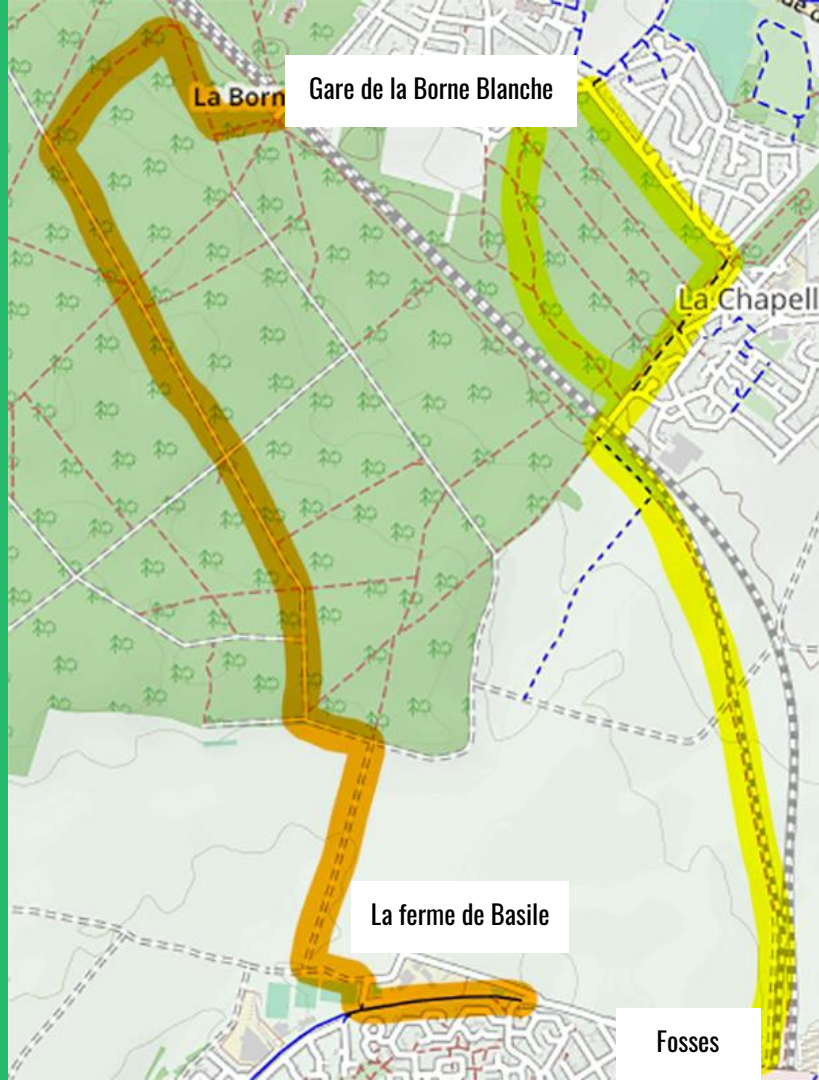 Gare de la Borne Blanche
La Born
La Chapell
La ferme de Basile
Fosses